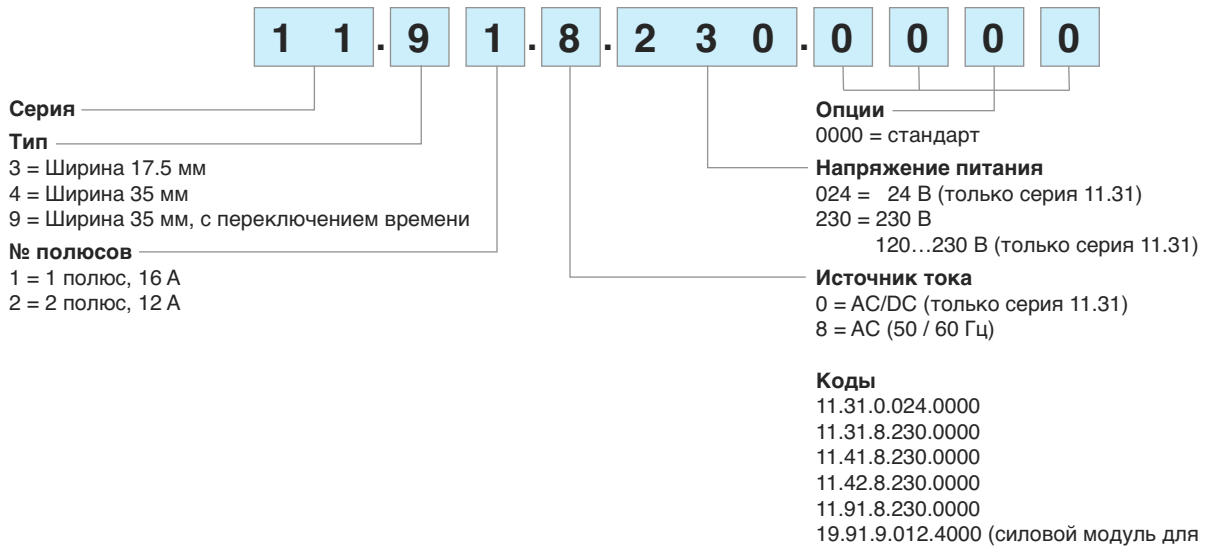 1 1 . 9 1 . 8 . 2 3 0 . 0 0 0 0
Серия
Тип
3 = Ширина 17.5 мм
4 = Ширина 35 мм
9 = Ширина 35 мм, с переключением времени
№ полюсов
1 = 1 полюс, 16 А
2 = 2 полюс, 12 А
Опции
0000 = стандарт
Напряжение питания
024 = 24 В (только серия 11.31)
230 = 230 В
120…230 В (только серия 11.31)
Источник тока
0 = AC/DC (только серия 11.31)
8 = AC (50 / 60 Гц)
Коды
11.31.0.024.0000
11.31.8.230.0000
11.41.8.230.0000
11.42.8.230.0000
11.91.8.230.0000
19.91.9.012.4000 (силовой модуль для